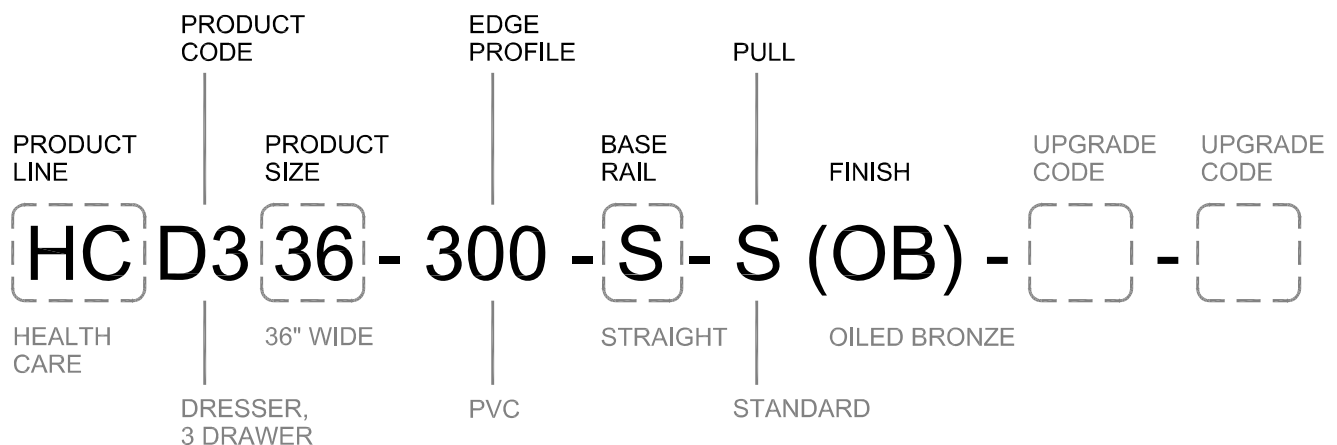 PRODUCT
CODE
EDGE
PROFILE
PULL
PRODUCT
LINE
PRODUCT
SIZE
BASE
RAIL
FINISH
UPGRADE
CODE
UPGRADE
CODE
HC D3 36 - 300 - S - S (OB) - -
HEALTH
CARE
36" WIDE
STRAIGHT
OILED BRONZE
DRESSER,
3 DRAWER
PVC
STANDARD